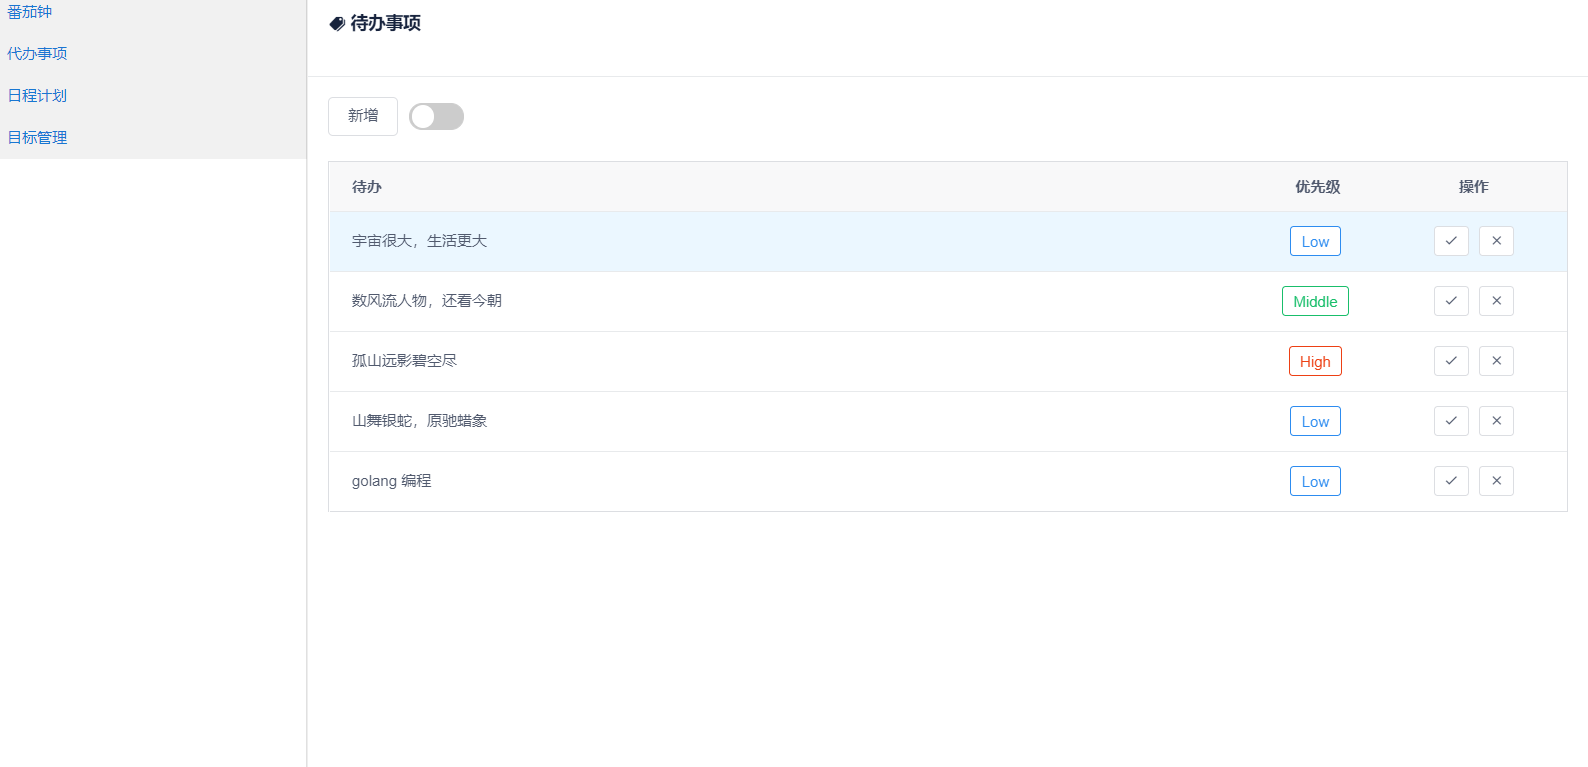 番茄钟
代办事项
日程计划
目标管理
待办事项
新增
待办 优先级 操作
宇宙很大，生活更大 Low
数风流人物，还看今朝 Middle
孤山远影碧空尽 High
山舞银蛇，原驰蜡象 Low
golang 编程 Low